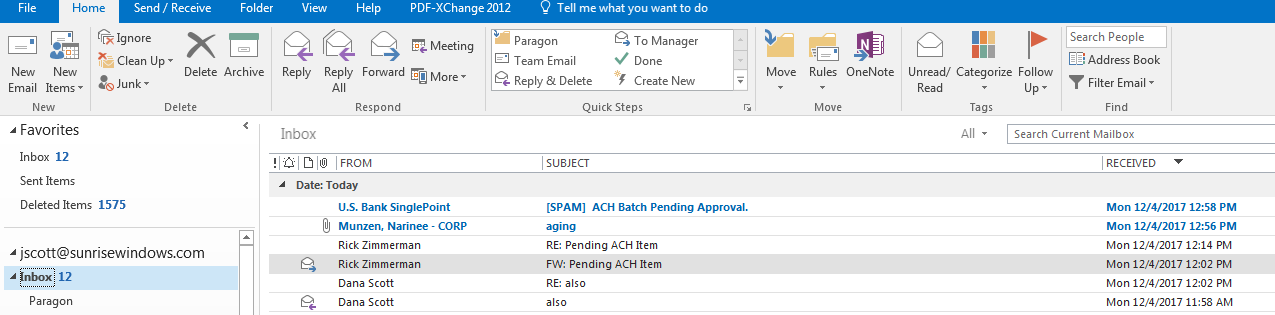 File Home Send / Receive Folder View Help PDF-XChange 2012 Tell me what you want to do
New Email
New Items
Ignore
Clean Up
Junk
Delete
Archive
Reply
Reply All
Forward
Meeting
More
Paragon
Team Email
Reply & Delete
To Manager
Done
Create New
Move
Rules
OneNote
Unread/ Read
Categorize
Follow Up
Search People
Address Book
Filter Email
New Delete Respond Quick Steps Move Tags Find
Favorites
Inbox 12
Sent Items
Deleted Items 1575
jscott@sunrisewindows.com
Inbox 12
Paragon
Inbox All Search Current Mailbox
! FROM SUBJECT RECEIVED
Date: Today
U.S. Bank SinglePoint [SPAM] ACH Batch Pending Approval. Mon 12/4/2017 12:58 PM
Munzen, Narinee - CORP aging Mon 12/4/2017 12:56 PM
Rick Zimmerman RE: Pending ACH Item Mon 12/4/2017 12:14 PM
Rick Zimmerman FW: Pending ACH Item Mon 12/4/2017 12:02 PM
Dana Scott RE: also Mon 12/4/2017 12:02 PM
Dana Scott also Mon 12/4/2017 11:58 AM